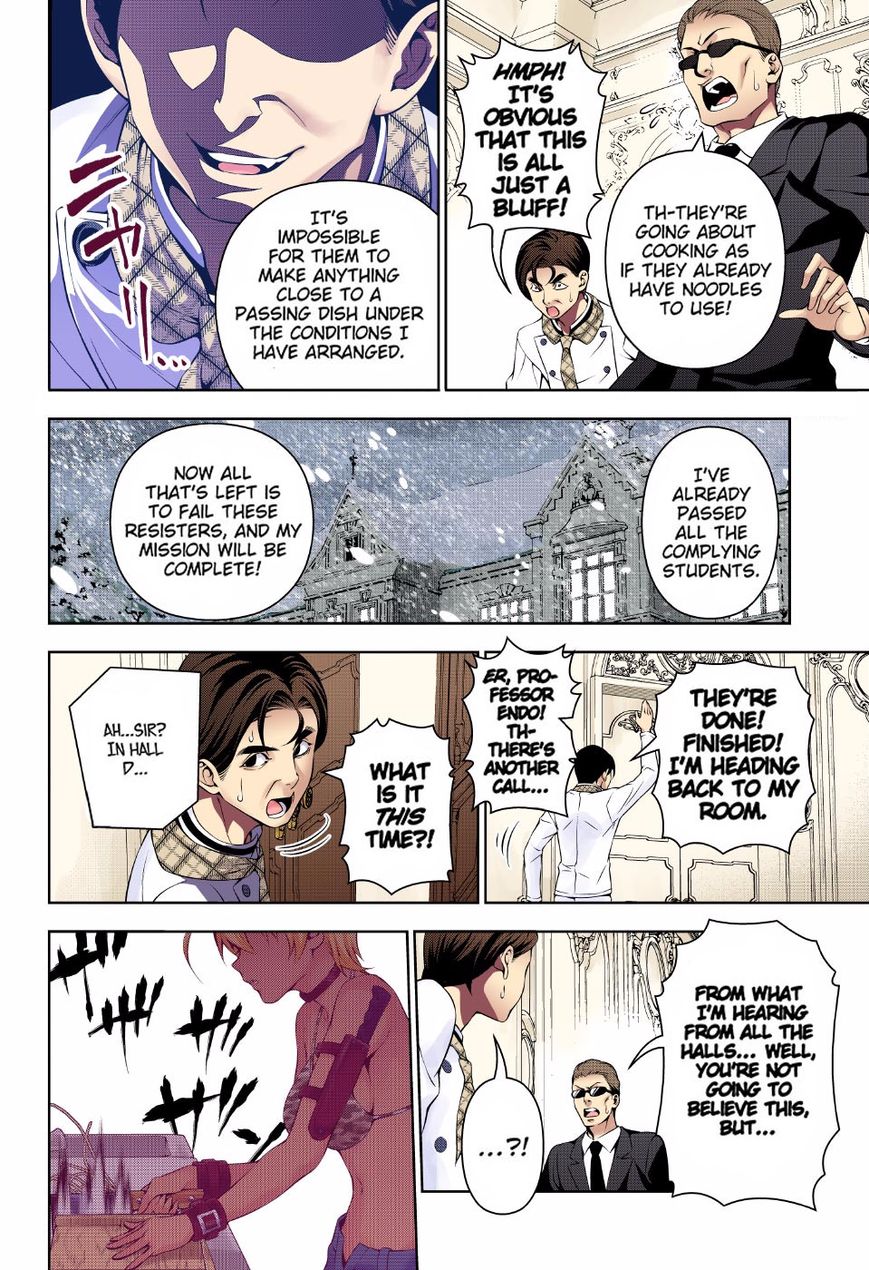 TH-THEY'RE
GOING ABOUT
COOKING AS
IF THEY ALREADY
HAVE NOODLES
TO USE!
HMPH!
IT'S
OBVIOUS
THAT THIS
IS ALL
JUST A
BLUFF!
IT'S
IMPOSSIBLE
FOR THEM TO
MAKE ANYTHING
CLOSE TO A
PASSING DISH UNDER
THE CONDITIONS I
HAVE ARRANGED.
ニヤリ…
I'VE
ALREADY
PASSED
ALL THE
COMPLYING
STUDENTS.
NOW ALL
THAT'S LEFT IS
TO FAIL THESE
RESISTERS, AND MY
MISSION WILL BE
COMPLETE!
THEY'RE
DONE!
FINISHED!
I'M HEADING
BACK TO MY
ROOM.
ER, PRO-
FESSOR
ENDO!
TH-
THERE'S
ANOTHER
CALL...
WHAT
IS IT
THIS
TIME?!
AH...SIR?
IN HALL
D...
FROM WHAT
I'M HEARING
FROM ALL THE
HALLS... WELL,
YOU'RE NOT
GOING TO
BELIEVE THIS,
BUT...
...?!